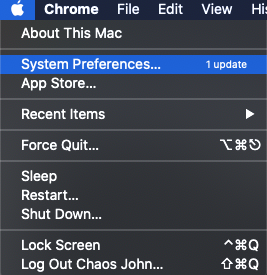 Chrome File Edit View His
About This Mac
System Preferences... 1 update
App Store...
Recent Items ▶
Force Quit... ⌥⌘⎋
Sleep
Restart...
Shut Down...
Lock Screen ^⌘Q
Log Out Chaos John... ⇧⌘Q